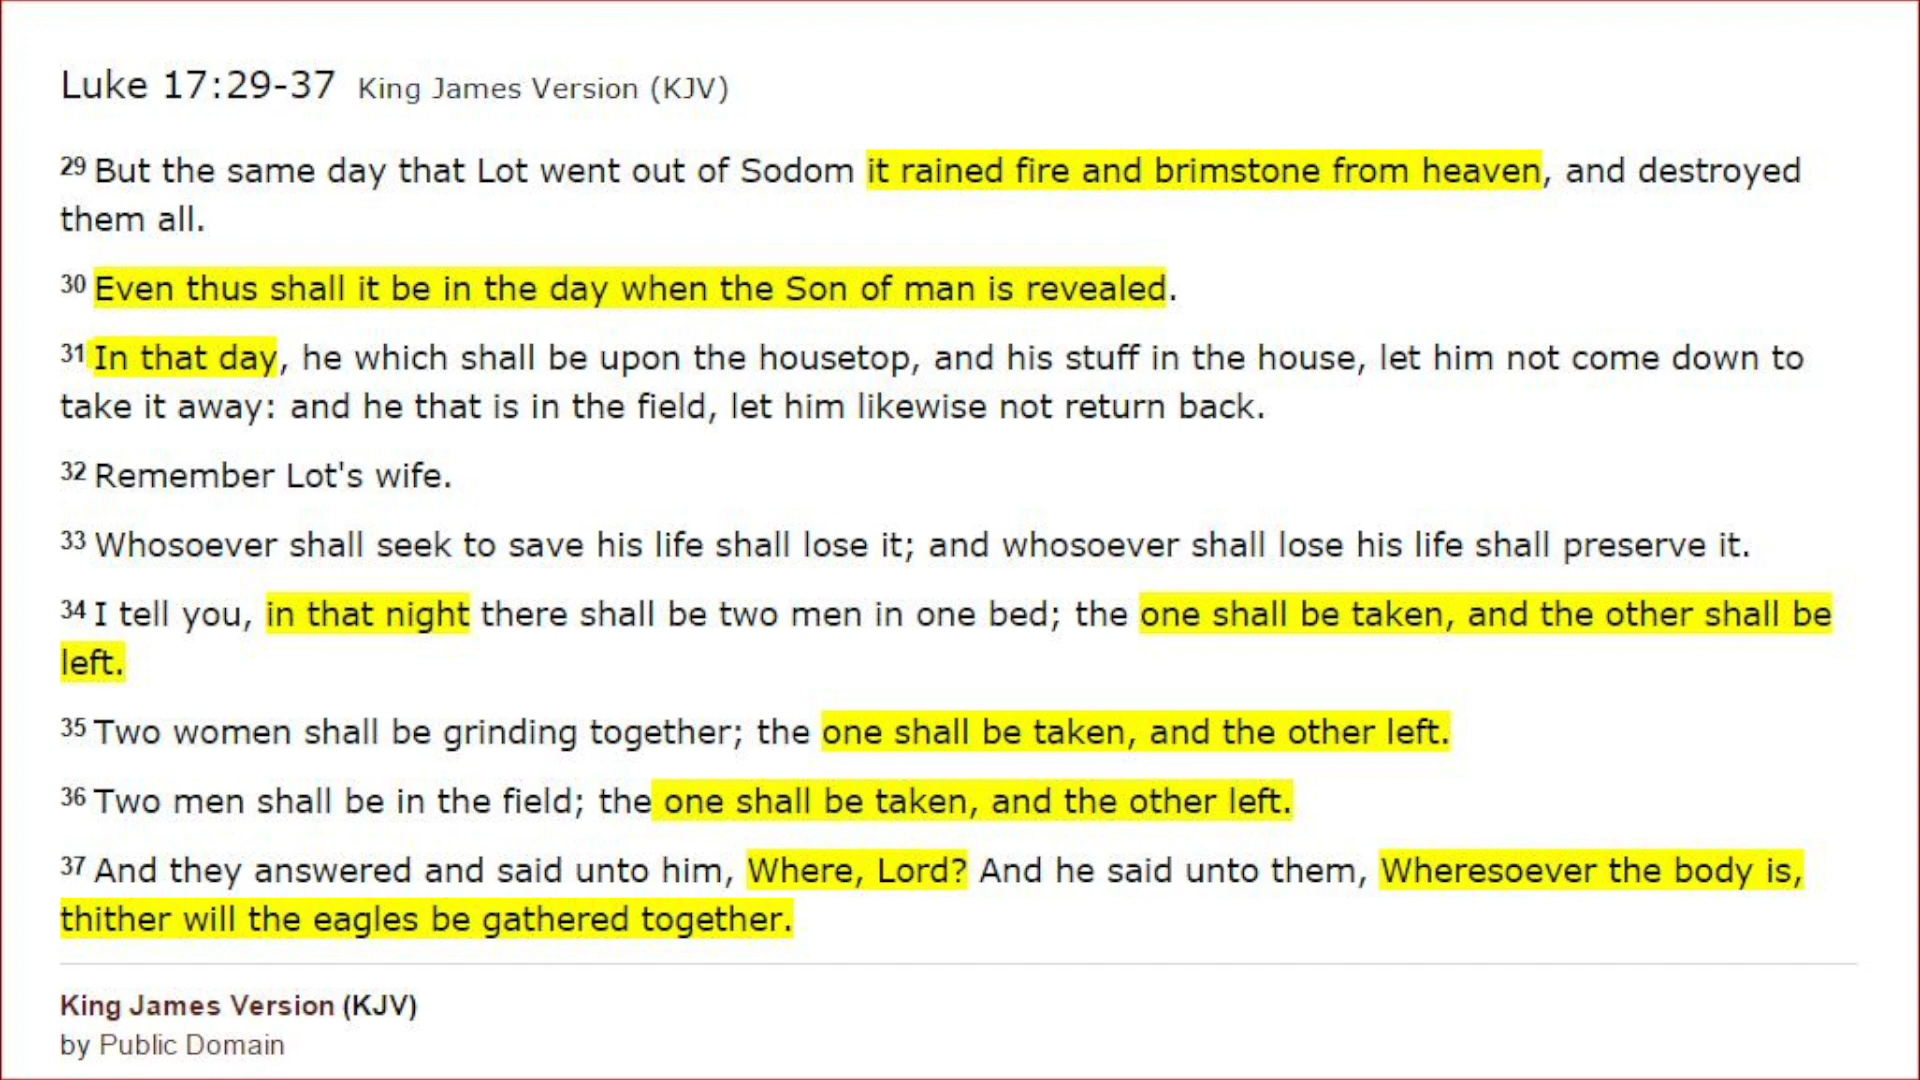 Luke 17:29-37 King James Version (KJV)
29 But the same day that Lot went out of Sodom it rained fire and brimstone from heaven, and destroyed
them all.
30 Even thus shall it be in the day when the Son of man is revealed.
31 In that day, he which shall be upon the housetop, and his stuff in the house, let him not come down to
take it away: and he that is in the field, let him likewise not return back.
32 Remember Lot's wife.
33 Whosoever shall seek to save his life shall lose it; and whosoever shall lose his life shall preserve it.
34 I tell you, in that night there shall be two men in one bed; the one shall be taken, and the other shall be
left.
35 Two women shall be grinding together; the one shall be taken, and the other left.
36 Two men shall be in the field; the one shall be taken, and the other left.
37 And they answered and said unto him, Where, Lord? And he said unto them, Wheresoever the body is,
thither will the eagles be gathered together.
King James Version (KJV)
by Public Domain